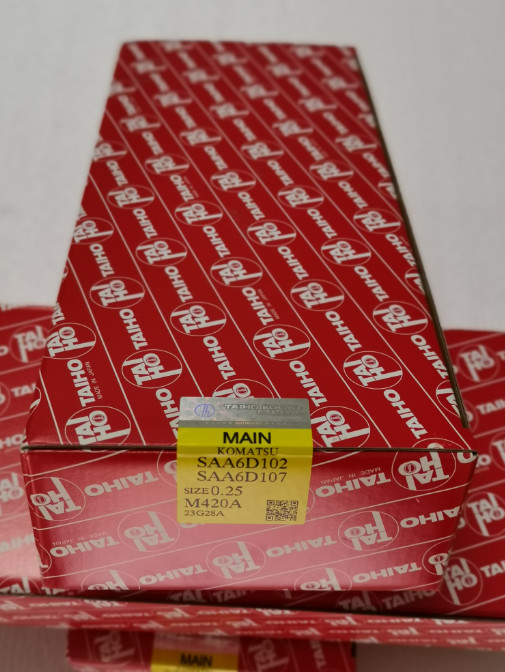 MAIN
KOMATSU
SAA6D102
SAA6D107
SIZE 0.25
M420A
23G28A
TAIHO
MADE IN JAPAN
MAIN